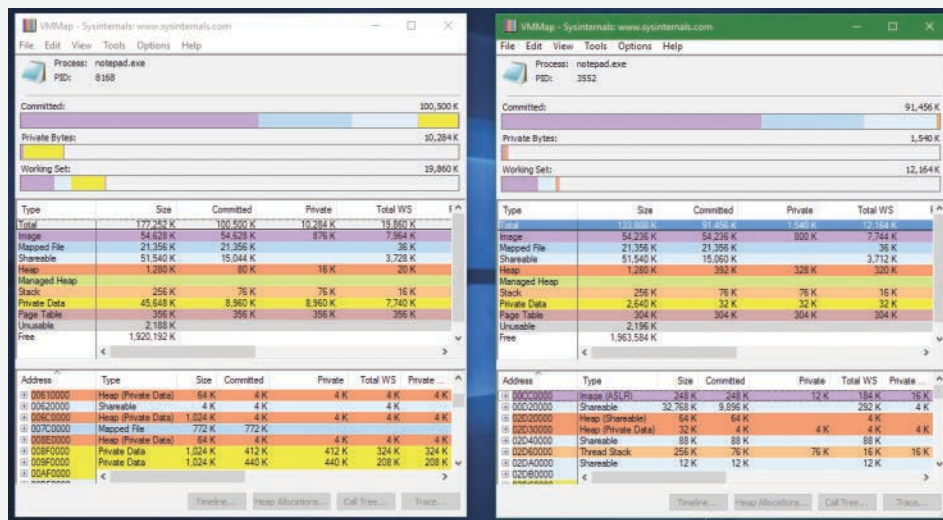 VMMap - Sysinternals: www.sysinternals.com
File Edit View Tools Options Help
Process: notepad.exe
PID: 8168
Committed: 100,500 K
Private Bytes: 10,284 K
Working Set: 19,860 K
Type Size Committed Private Total WS
Total 177,252 K 100,500 K 10,284 K 19,860 K
Image 54,628 K 54,628 K 876 K 7,964 K
Mapped File 21,356 K 21,356 K 36 K
Shareable 51,540 K 15,044 K 3,728 K
Heap 1,280 K 80 K 16 K 20 K
Managed Heap
Stack 256 K 76 K 76 K 16 K
Private Data 45,648 K 8,960 K 8,960 K 7,740 K
Page Table 356 K 356 K 356 K 356 K
Unusable 2,188 K
Free 1,920,192 K
Address Type Size Committed Private Total WS Private ...
00610000 Heap (Private Data) 64 K 4 K 4 K 4 K 4 K
00620000 Shareable 4 K 4 K 4 K
006C0000 Heap (Private Data) 1,024 K 4 K 4 K 4 K 4 K
007C0000 Mapped File 772 K 772 K
008E0000 Heap (Private Data) 64 K 4 K 4 K 4 K 4 K
008F0000 Private Data 1,024 K 412 K 412 K 324 K 324 K
009F0000 Private Data 1,024 K 440 K 440 K 208 K 208 K
00AF0000
Timeline... Heap Allocations... Call Tree... Trace...
VMMap - Sysinternals: www.sysinternals.com
File Edit View Tools Options Help
Process: notepad.exe
PID: 3552
Committed: 91,456 K
Private Bytes: 1,540 K
Working Set: 12,164 K
Type Size Committed Private Total WS
Total 133,008 K 91,456 K 1,540 K 12,164 K
Image 54,236 K 54,236 K 800 K 7,744 K
Mapped File 21,356 K 21,356 K 36 K
Shareable 51,540 K 15,060 K 3,712 K
Heap 1,280 K 392 K 328 K 320 K
Managed Heap
Stack 256 K 76 K 76 K 16 K
Private Data 2,640 K 32 K 32 K 32 K
Page Table 304 K 304 K 304 K 304 K
Unusable 2,196 K
Free 1,963,584 K
Address Type Size Committed Private Total WS Private ...
00CC0000 Image (ASLR) 248 K 248 K 12 K 184 K 16 K
00D20000 Shareable 32,768 K 9,896 K 292 K 4 K
02D20000 Heap (Shareable) 64 K 64 K 4 K
02D30000 Heap (Private Data) 32 K 4 K 4 K 4 K 4 K
02D40000 Shareable 88 K 88 K 88 K
02D60000 Thread Stack 256 K 76 K 76 K 16 K 16 K
02DA0000 Shareable 12 K 12 K 12 K
02DB0000
Timeline... Heap Allocations... Call Tree... Trace...